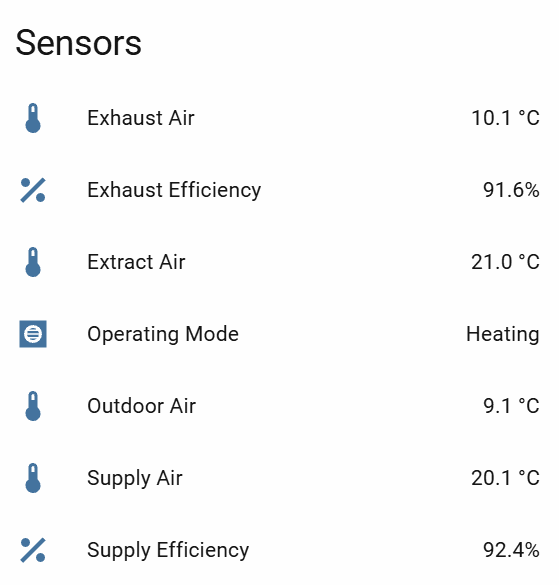 Sensors
Exhaust Air 10.1 °C
Exhaust Efficiency 91.6%
Extract Air 21.0 °C
Operating Mode Heating
Outdoor Air 9.1 °C
Supply Air 20.1 °C
Supply Efficiency 92.4%